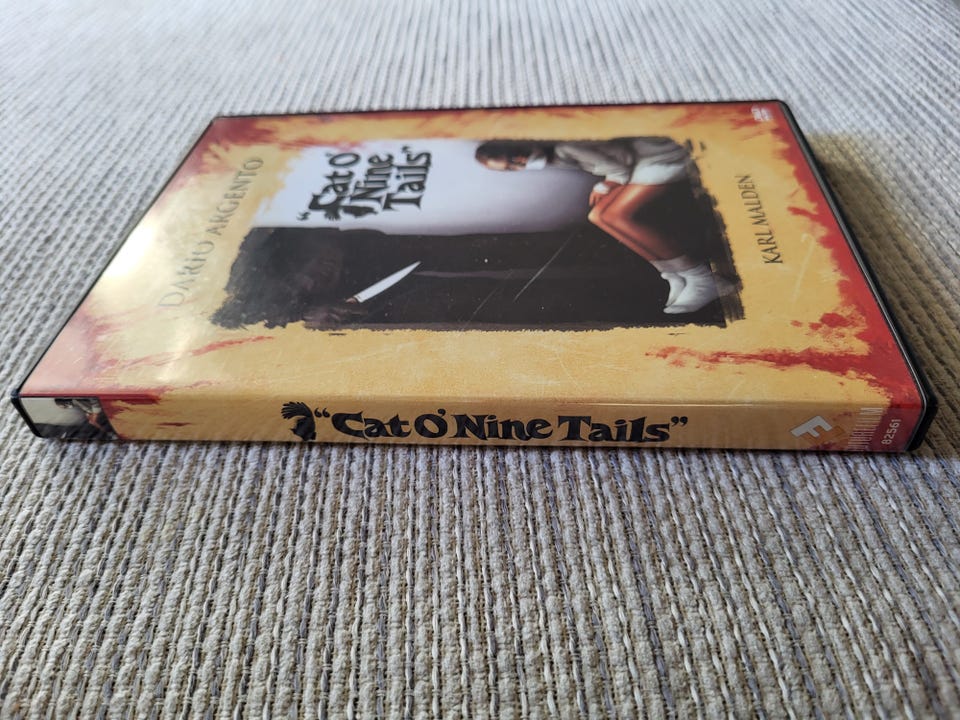 DARIO ARGENTO
"Cat O'
Nine
Tails"
KARL MALDEN
"Cat O' Nine Tails"
F
82561